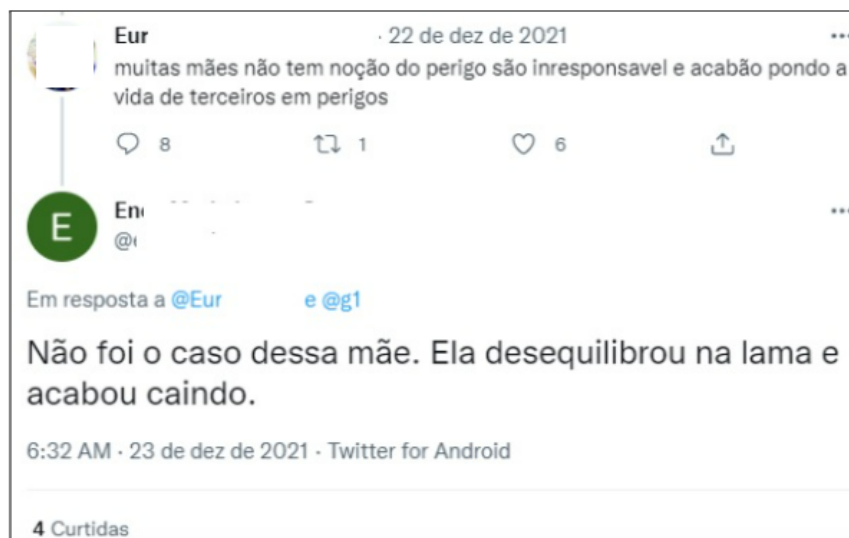 Eur · 22 de dez de 2021
muitas mães não tem noção do perigo são inresponsavel e acabão pondo a
vida de terceiros em perigos
8 1 6
E
En
@
Em resposta a @Eur e @g1
Não foi o caso dessa mãe. Ela desequilibrou na lama e
acabou caindo.
6:32 AM · 23 de dez de 2021 · Twitter for Android
4 Curtidas